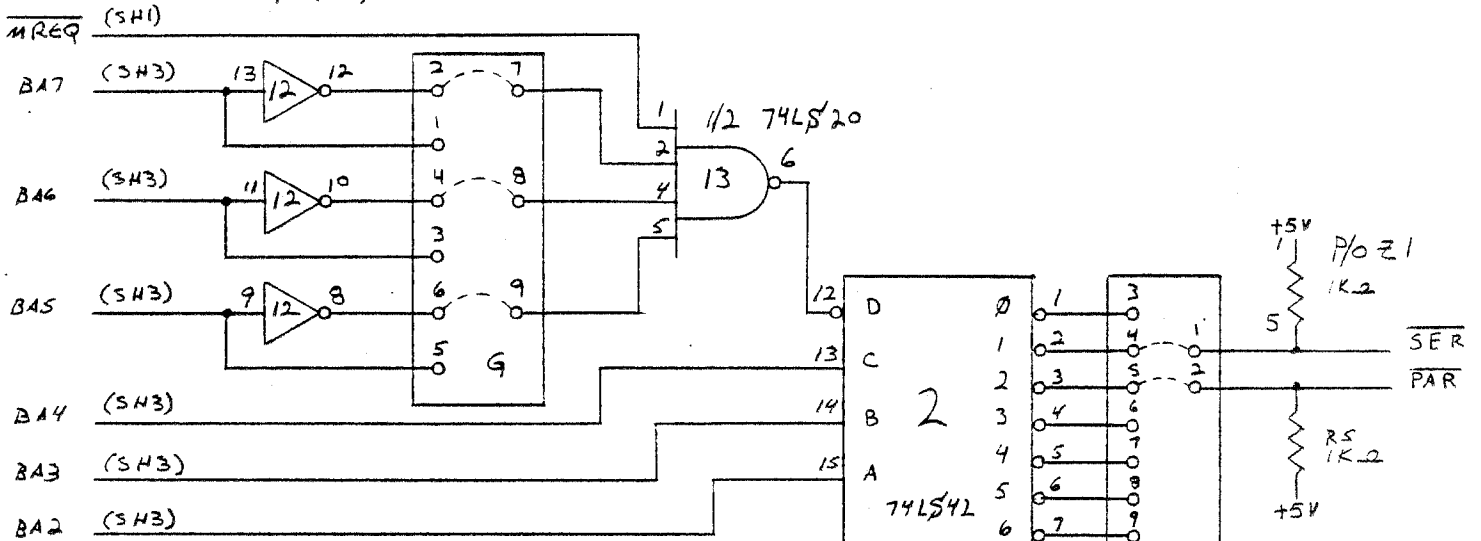 MREQ (SH1)
BA7 (SH3) 13 12 12 2 7
1
1 1/2 74LS20
2 6
BA6 (SH3) 11 12 10 4 8 4 13
3 5
+5V
1 P/O Z1
1KΩ
BA5 (SH3) 9 12 8 6 9 12 D Ø 1 3
5 SER
5 G 1 2 4 1
13 C
2 3 5 2 PAR
BA4 (SH3) 14 B 2 3 4 6
R5
1KΩ
BA3 (SH3) 15 A 4 5 7
74LS42 5 6 8
+5V
BA2 (SH3) 6 7 9